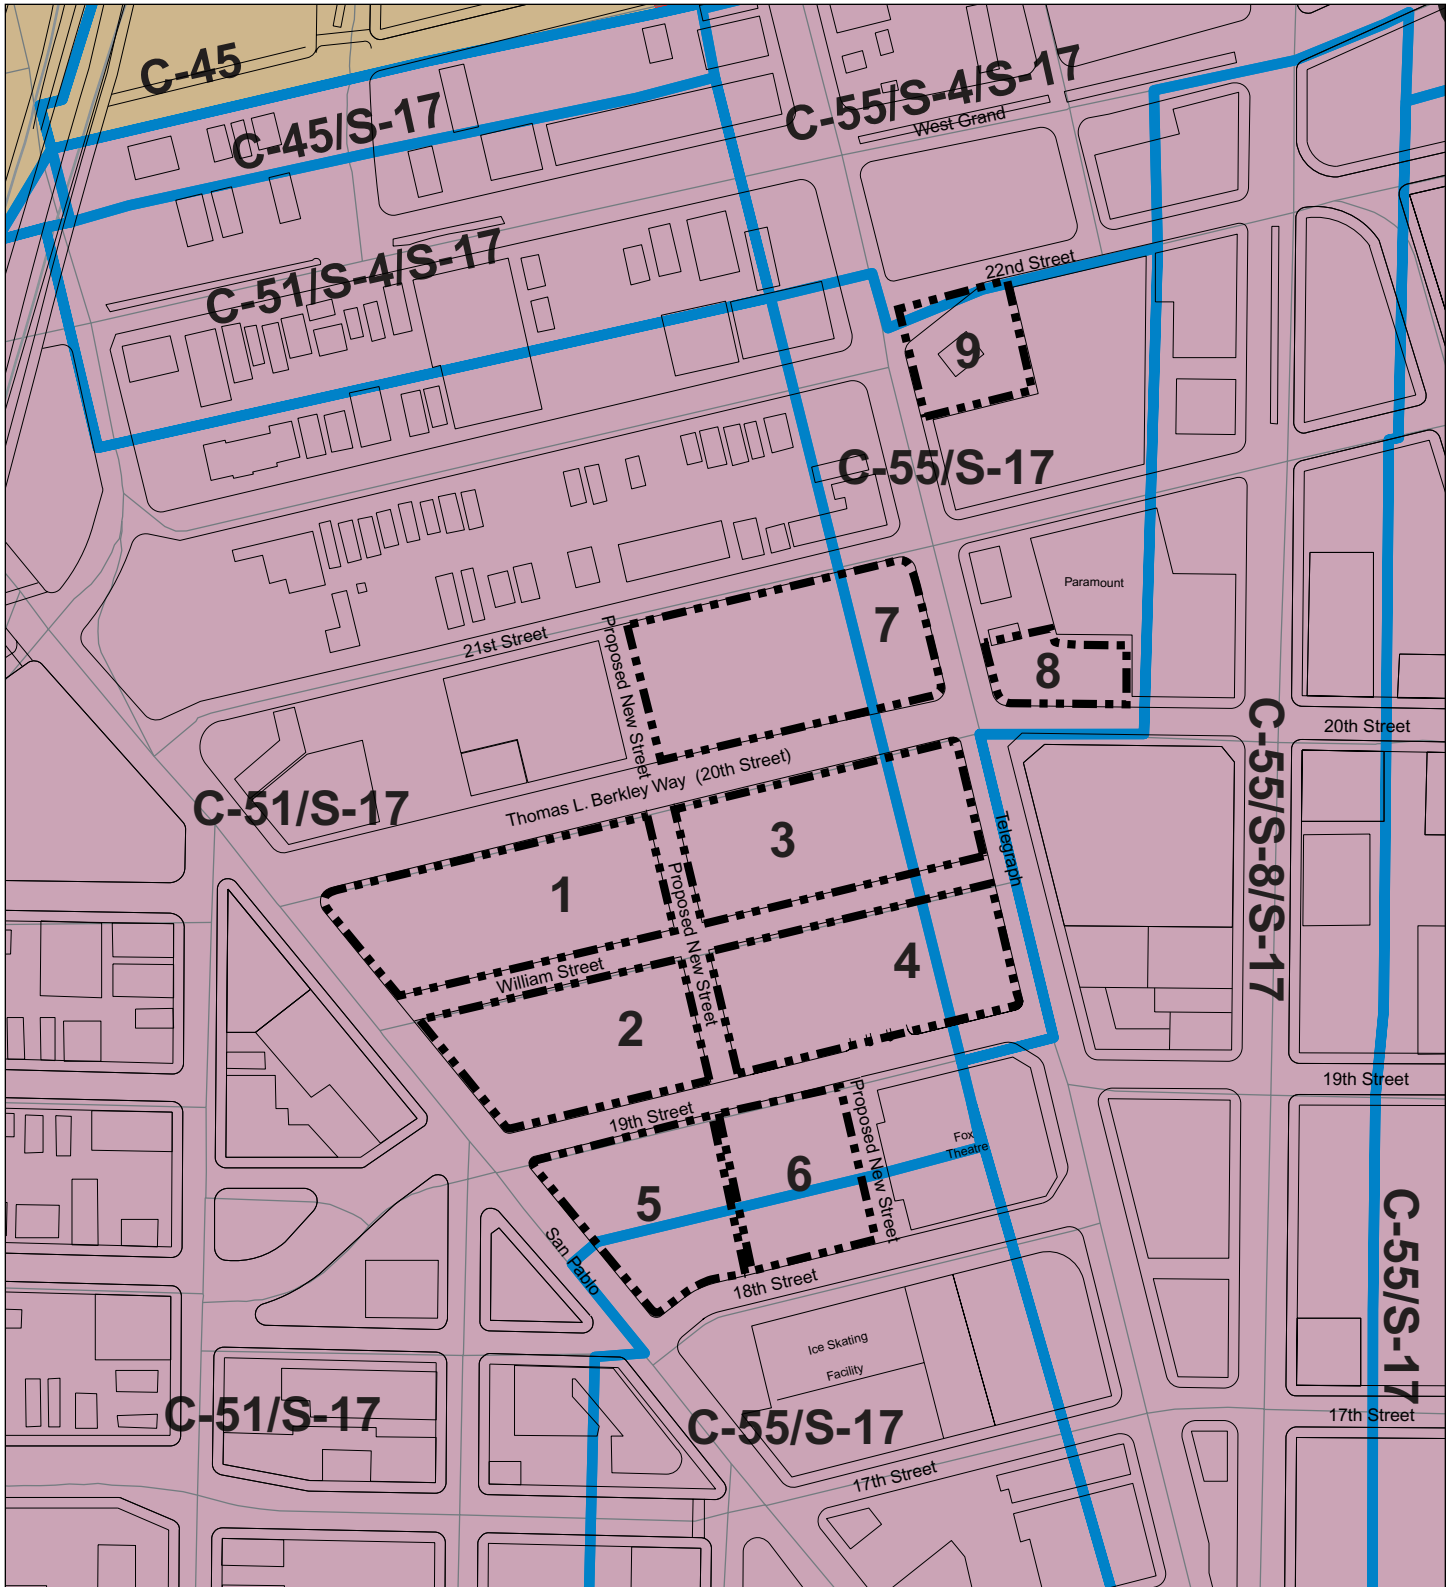 C-45
C-45/S-17
C-55/S-4/S-17
West Grand
C-51/S-4/S-17
22nd Street
9
C-55/S-17
Paramount
7
8
21st Street
Proposed New Street
20th Street
Thomas L. Berkley Way (20th Street)
C-51/S-17
C-55/S-8/S-17
3
Telegraph
1
Proposed New Street
4
William Street
2
19th Street
19th Street
Proposed New Street
Fox
Theatre
6
5
San Pablo
18th Street
C-55/S-17
Ice Skating
Facility
C-51/S-17
C-55/S-17
17th Street
17th Street